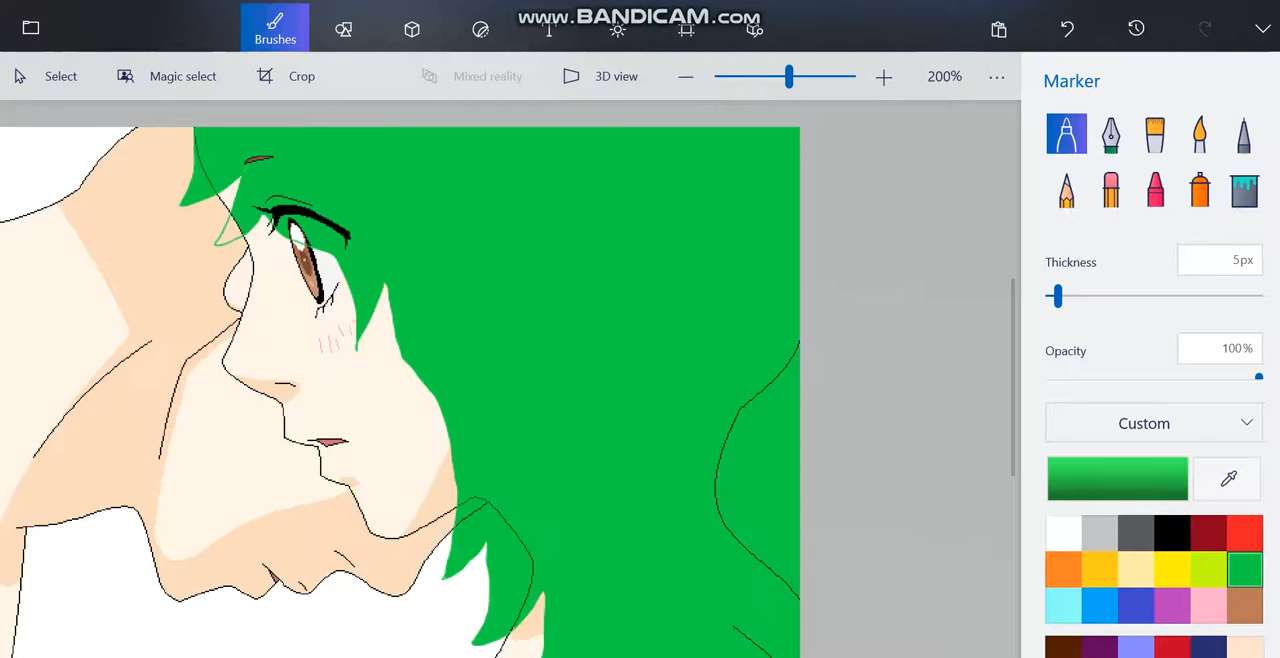 www.BANDICAM.com
Brushes
Select
Magic select
Crop
Mixed reality
3D view
200%
Marker
Thickness
5px
Opacity
100%
Custom